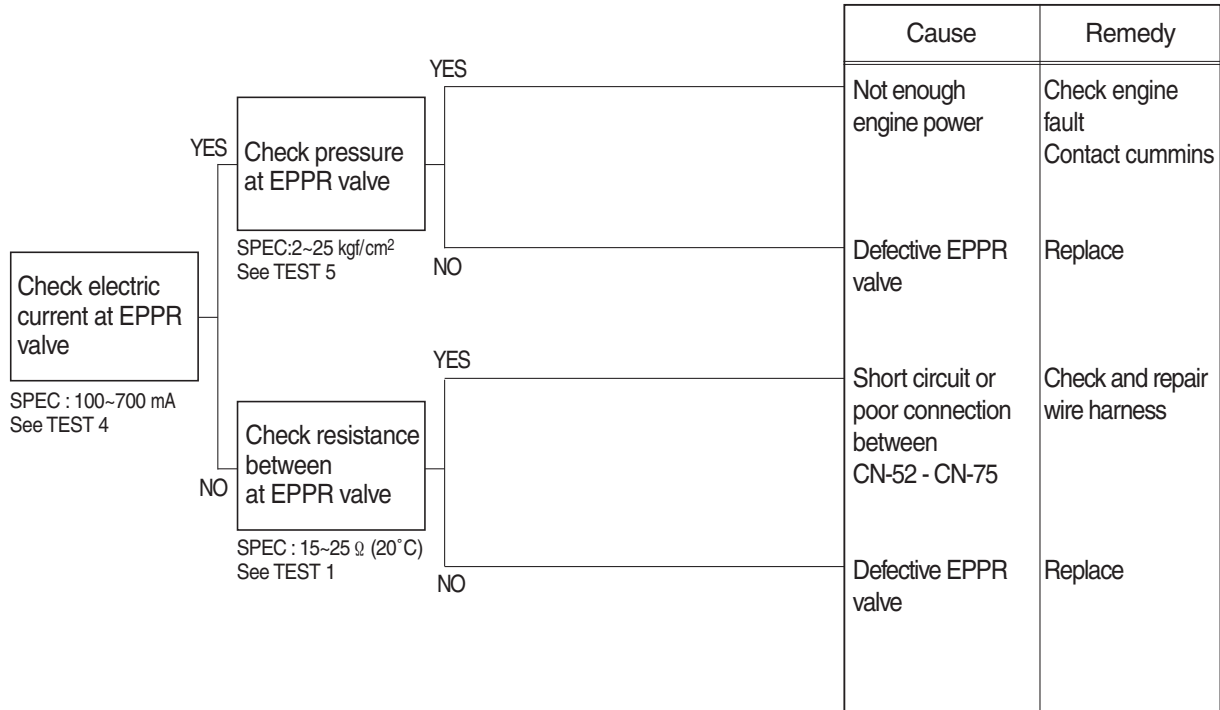 Cause
Remedy
YES
Not enough
engine power
Check engine
fault
Contact cummins
YES
Check pressure
at EPPR valve
SPEC:2~25 kgf/cm²
See TEST 5
NO
Defective EPPR
valve
Replace
Check electric
current at EPPR
valve
SPEC : 100~700 mA
See TEST 4
YES
Short circuit or
poor connection
between
CN-52 - CN-75
Check and repair
wire harness
NO
Check resistance
between
at EPPR valve
SPEC : 15~25 Ω (20˚C)
See TEST 1
NO
Defective EPPR
valve
Replace